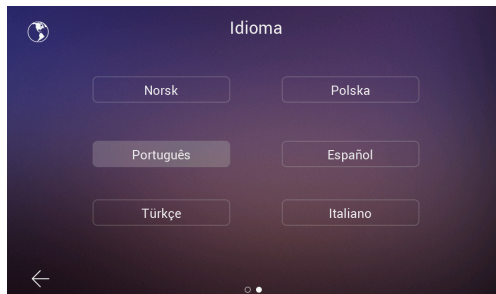 Idioma
Norsk
Polska
Português
Español
Türkçe
Italiano